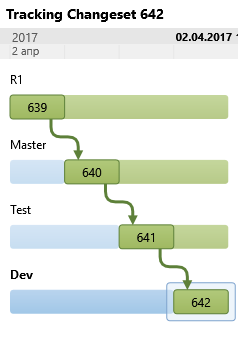 Tracking Changeset 642
2017 02.04.2017
2 апр
R1
639
Master
640
Test
641
Dev
642